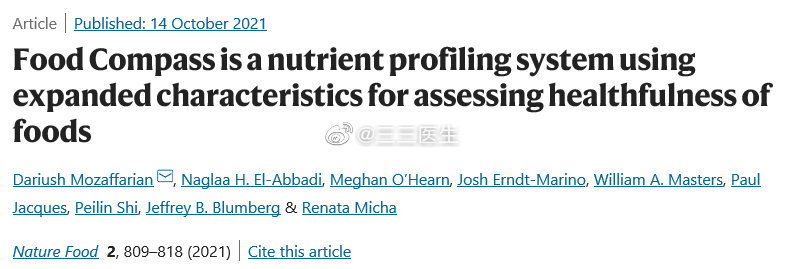 Article | Published: 14 October 2021
Food Compass is a nutrient profiling system using
expanded characteristics for assessing healthfulness of
foods
@三三医生
Dariush Mozaffarian, Naglaa H. El-Abbadi, Meghan O’Hearn, Josh Erndt-Marino, William A. Masters, Paul
Jacques, Peilin Shi, Jeffrey B. Blumberg & Renata Micha
Nature Food 2, 809–818 (2021) | Cite this article